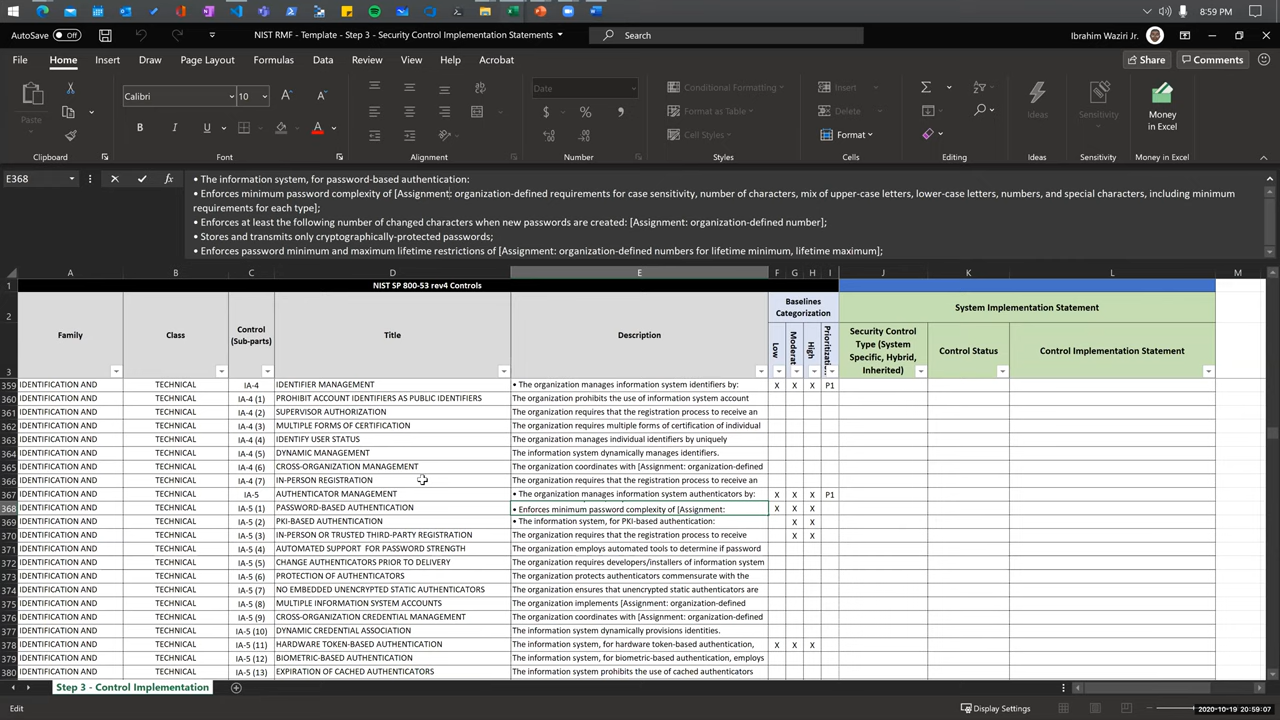 8:59 PM
AutoSave Off
NIST RMF - Template - Step 3 - Security Control Implementation Statements
Search
Ibrahim Waziri Jr.
File Home Insert Draw Page Layout Formulas Data Review View Help Acrobat
Share Comments
Paste
Calibri 10
B I U A
Date
$ % 9
Conditional Formatting
Format as Table
Cell Styles
Insert
Delete
Format
Ideas
Sensitivity
Money in Excel
Clipboard Font Alignment Number Styles Cells Editing Ideas Sensitivity
E368
fx
• The information system, for password-based authentication:
• Enforces minimum password complexity of [Assignment: organization-defined requirements for case sensitivity, number of characters, mix of upper-case letters, lower-case letters, numbers, and special characters, including minimum
requirements for each type];
• Enforces at least the following number of changed characters when new passwords are created: [Assignment: organization-defined number];
• Stores and transmits only cryptographically-protected passwords;
• Enforces password minimum and maximum lifetime restrictions of [Assignment: organization-defined numbers for lifetime minimum, lifetime maximum];
A B C D E F G H I J K L M
1 NIST SP 800-53 rev4 Controls
2 Baselines Categorization System Implementation Statement
3 Family Class Control (Sub-parts) Title Description Low Moderat High Prioritizati Security Control Type (System Specific, Hybrid, Inherited) Control Status Control Implementation Statement
359 IDENTIFICATION AND TECHNICAL IA-4 IDENTIFIER MANAGEMENT • The organization manages information system identifiers by: X X X P1
360 IDENTIFICATION AND TECHNICAL IA-4 (1) PROHIBIT ACCOUNT IDENTIFIERS AS PUBLIC IDENTIFIERS The organization prohibits the use of information system account
361 IDENTIFICATION AND TECHNICAL IA-4 (2) SUPERVISOR AUTHORIZATION The organization requires that the registration process to receive an
362 IDENTIFICATION AND TECHNICAL IA-4 (3) MULTIPLE FORMS OF CERTIFICATION The organization requires multiple forms of certification of individual
363 IDENTIFICATION AND TECHNICAL IA-4 (4) IDENTIFY USER STATUS The organization manages individual identifiers by uniquely
364 IDENTIFICATION AND TECHNICAL IA-4 (5) DYNAMIC MANAGEMENT The information system dynamically manages identifiers.
365 IDENTIFICATION AND TECHNICAL IA-4 (6) CROSS-ORGANIZATION MANAGEMENT The organization coordinates with [Assignment: organization-defined
366 IDENTIFICATION AND TECHNICAL IA-4 (7) IN-PERSON REGISTRATION The organization requires that the registration process to receive an
367 IDENTIFICATION AND TECHNICAL IA-5 AUTHENTICATOR MANAGEMENT • The organization manages information system authenticators by: X X X P1
368 IDENTIFICATION AND TECHNICAL IA-5 (1) PASSWORD-BASED AUTHENTICATION • Enforces minimum password complexity of [Assignment: X X X
369 IDENTIFICATION AND TECHNICAL IA-5 (2) PKI-BASED AUTHENTICATION • The information system, for PKI-based authentication: X X
370 IDENTIFICATION AND TECHNICAL IA-5 (3) IN-PERSON OR TRUSTED THIRD-PARTY REGISTRATION The organization requires that the registration process to receive X X
371 IDENTIFICATION AND TECHNICAL IA-5 (4) AUTOMATED SUPPORT FOR PASSWORD STRENGTH The organization employs automated tools to determine if password
372 IDENTIFICATION AND TECHNICAL IA-5 (5) CHANGE AUTHENTICATORS PRIOR TO DELIVERY The organization requires developers/installers of information system
373 IDENTIFICATION AND TECHNICAL IA-5 (6) PROTECTION OF AUTHENTICATORS The organization protects authenticators commensurate with the
374 IDENTIFICATION AND TECHNICAL IA-5 (7) NO EMBEDDED UNENCRYPTED STATIC AUTHENTICATORS The organization ensures that unencrypted static authenticators are
375 IDENTIFICATION AND TECHNICAL IA-5 (8) MULTIPLE INFORMATION SYSTEM ACCOUNTS The organization implements [Assignment: organization-defined
376 IDENTIFICATION AND TECHNICAL IA-5 (9) CROSS-ORGANIZATION CREDENTIAL MANAGEMENT The organization coordinates with [Assignment: organization-defined
377 IDENTIFICATION AND TECHNICAL IA-5 (10) DYNAMIC CREDENTIAL ASSOCIATION The information system dynamically provisions identities.
378 IDENTIFICATION AND TECHNICAL IA-5 (11) HARDWARE TOKEN-BASED AUTHENTICATION The information system, for hardware token-based authentication, X X X
379 IDENTIFICATION AND TECHNICAL IA-5 (12) BIOMETRIC-BASED AUTHENTICATION The information system, for biometric-based authentication, employs
380 IDENTIFICATION AND TECHNICAL IA-5 (13) EXPIRATION OF CACHED AUTHENTICATORS The information system prohibits the use of cached authenticators
Step 3 - Control Implementation
Edit
Display Settings
2020-10-19 20:59:07